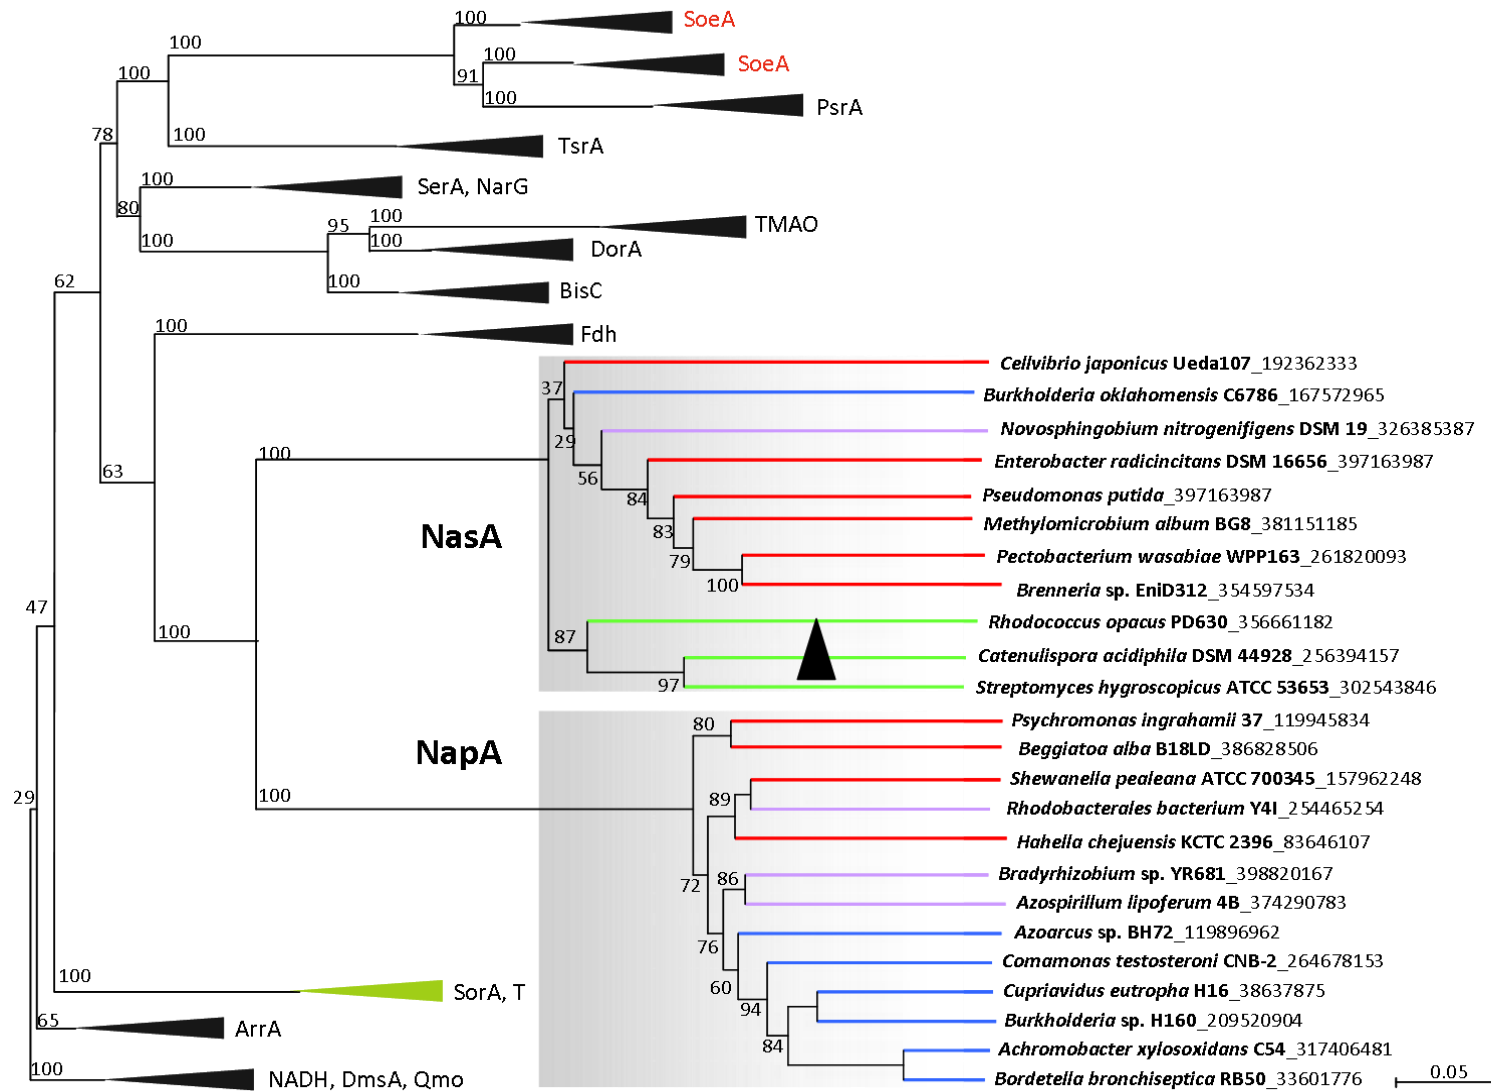 100
SoeA
100
100
SoeA
100
91
100
PsrA
78
100
TsrA
100
SerA, NarG
80
95
100
TMAO
100
100
DorA
62
100
BisC
100
Fdh
Cellvibrio japonicus Ueda107_192362333
37
Burkholderia oklahomensis C6786_167572965
29
Novosphingobium nitrogenifigens DSM 19_326385387
100
63
Enterobacter radicincitans DSM 16656_397163987
56
84
Pseudomonas putida_397163987
NasA
83
Methylomicrobium album BG8_381151185
79
Pectobacterium wasabiae WPP163_261820093
100
Brenneria sp. EniD312_354597534
47
100
87
Rhodococcus opacus PD630_356661182
Catenulispora acidiphila DSM 44928_256394157
97
Streptomyces hygroscopicus ATCC 53653_302543846
80
Psychromonas ingrahamii 37_119945834
NapA
Beggiatoa alba B18LD_386828506
Shewanella pealeana ATCC 700345_157962248
29
100
89
Rhodobacterales bacterium Y4I_254465254
Hahella chejuensis KCTC 2396_83646107
72
86
Bradyrhizobium sp. YR681_398820167
Azospirillum lipoferum 4B_374290783
76
Azoarcus sp. BH72_119896962
100
Comamonas testosteroni CNB-2_264678153
SorA, T
60
Cupriavidus eutropha H16_38637875
94
65
ArrA
Burkholderia sp. H160_209520904
84
Achromobacter xylosoxidans C54_317406481
100
NADH, DmsA, Qmo
Bordetella bronchiseptica RB50_33601776
0.05